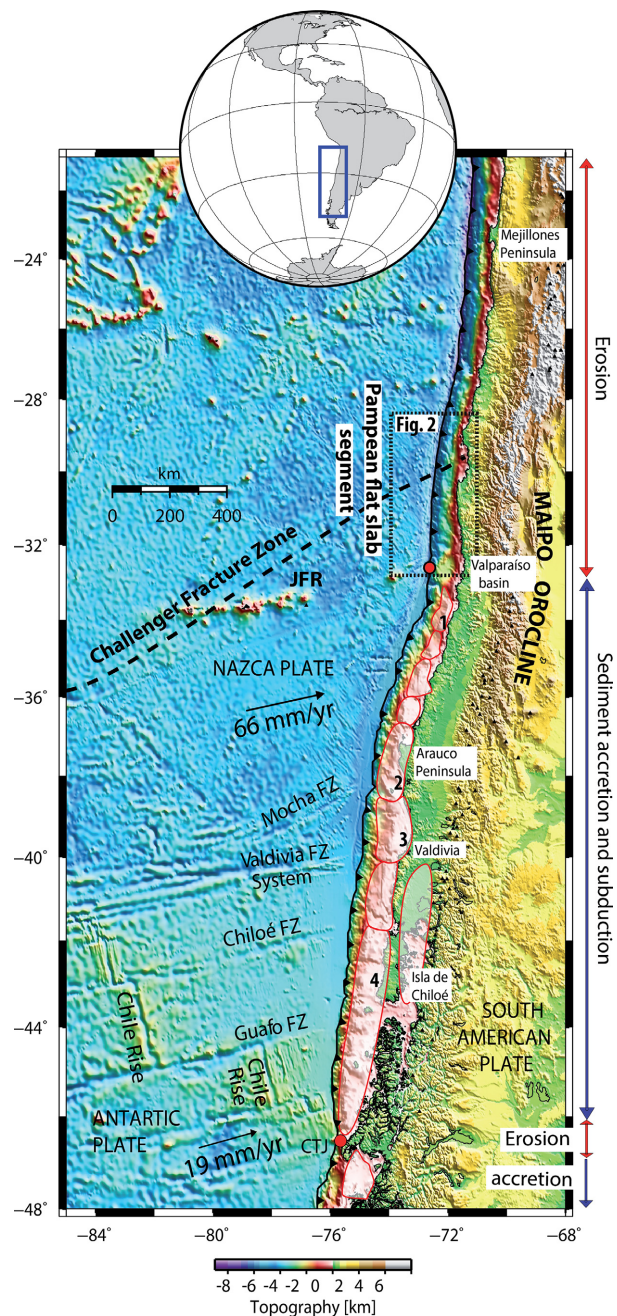 −24°
−28°
−32°
−36°
−40°
−44°
−48°
−84°
−80°
−76°
−72°
−68°
Mejillones
Peninsula
Erosion
Pampean flat slab
segment
Fig. 2
km
0 200 400
MAIPO OROCLINE
Valparaíso
basin
JFR
Challenger Fracture Zone
1
NAZCA PLATE
66 mm/yr
Sediment accretion and subduction
Arauco
Peninsula
2
Mocha FZ
3
Valdivia
Valdivia FZ
System
Chiloé FZ
4
Isla de
Chiloé
Chile Rise
Guafo FZ
Chile
Rise
SOUTH
AMERICAN
PLATE
ANTARTIC
PLATE
19 mm/yr
CTJ
Erosion
accretion
-8 -6 -4 -2 0 2 4 6
Topography [km]